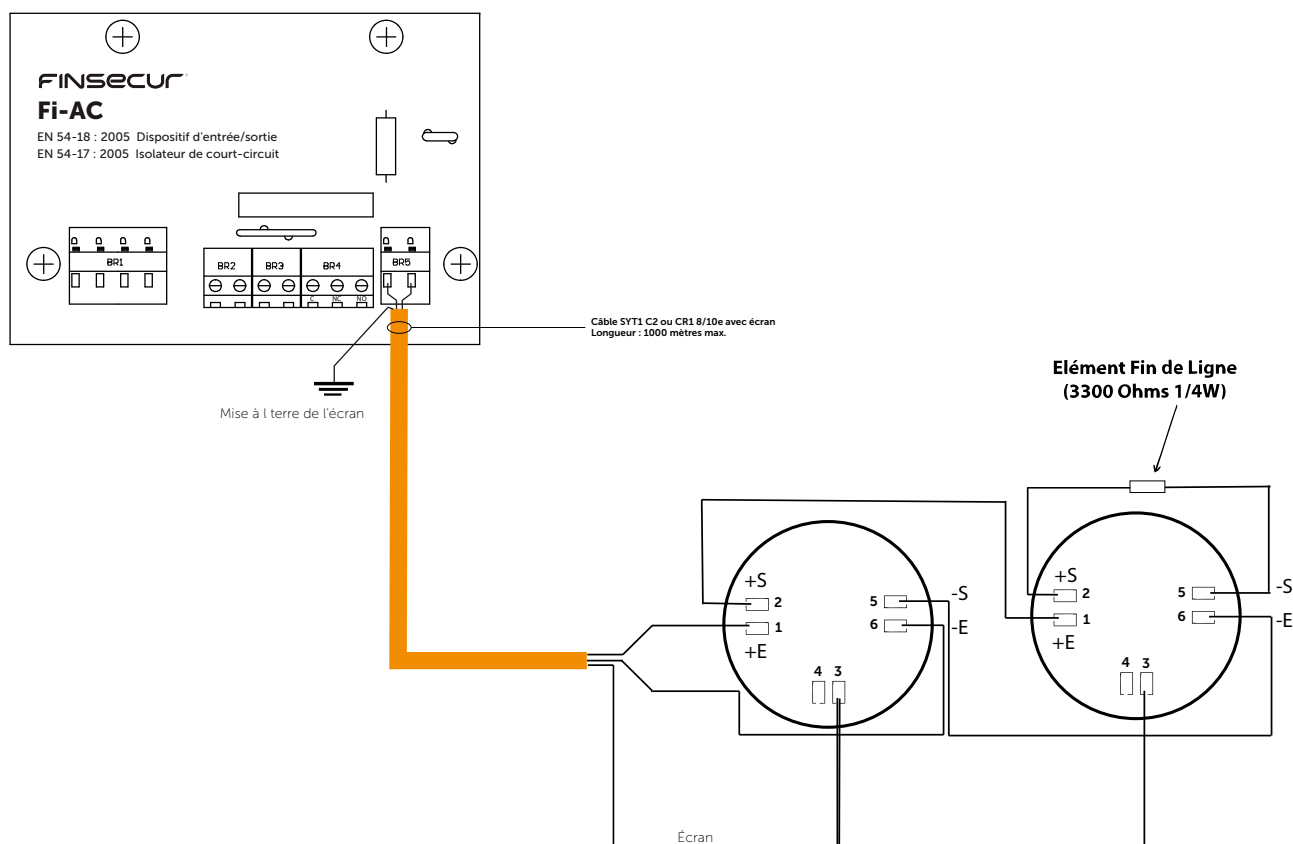 FINSECUR
Fi-AC
EN 54-18 : 2005 Dispositif d'entrée/sortie
EN 54-17 : 2005 Isolateur de court-circuit
BR1
BR2
BR3
BR4
BR5
C
NC
NO
Câble SYT1 C2 ou CR1 8/10e avec écran
Longueur : 1000 mètres max.
Mise à l terre de l'écran
Elément Fin de Ligne
(3300 Ohms 1/4W)
+S
2
1
+E
5
-S
6
-E
4 3
+S
2
1
+E
5
-S
6
-E
4 3
Écran